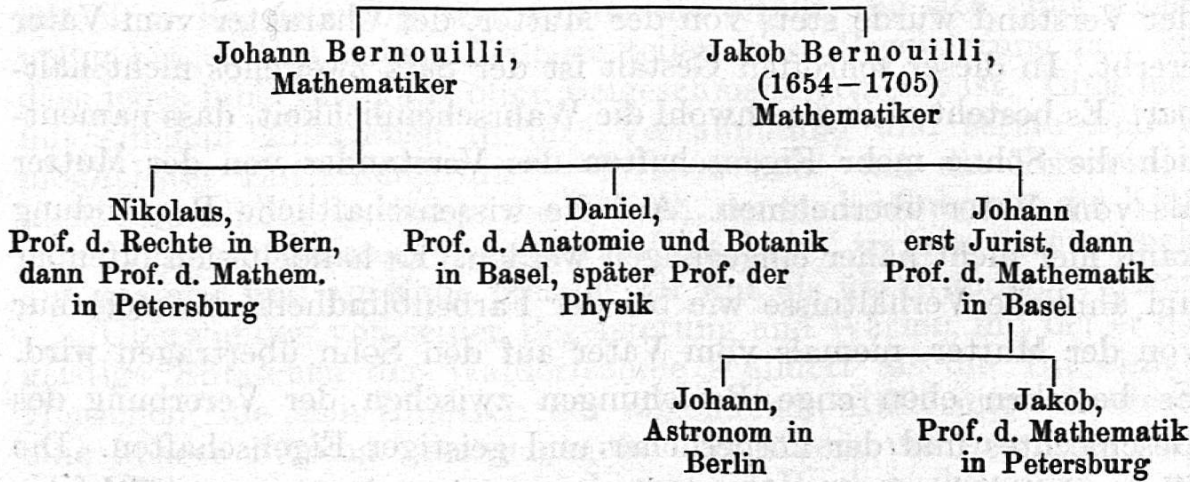 Johann Bernouilli,
Mathematiker
Jakob Bernouilli,
(1654–1705)
Mathematiker
Nikolaus,
Prof. d. Rechte in Bern,
dann Prof. d. Mathem.
in Petersburg
Daniel,
Prof. d. Anatomie und Botanik
in Basel, später Prof. der
Physik
Johann
erst Jurist, dann
Prof. d. Mathematik
in Basel
Johann,
Astronom in
Berlin
Jakob,
Prof. d. Mathematik
in Petersburg